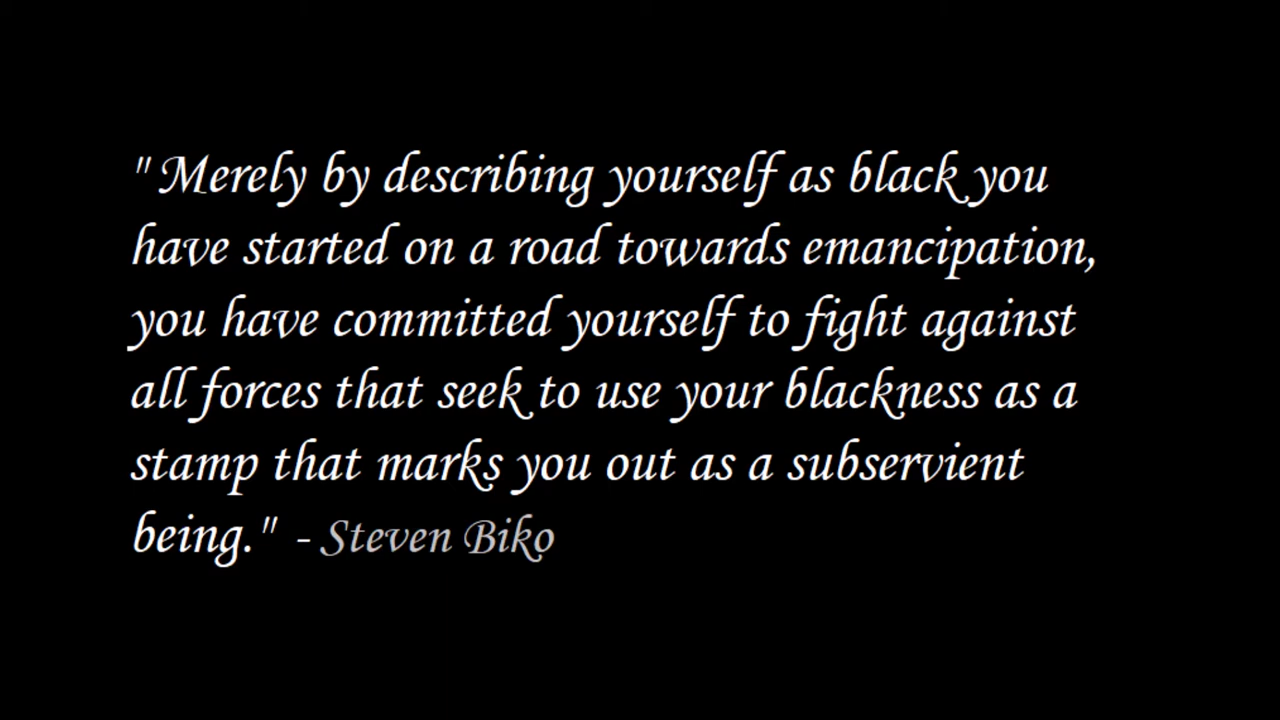 " Merely by describing yourself as black you
have started on a road towards emancipation,
you have committed yourself to fight against
all forces that seek to use your blackness as a
stamp that marks you out as a subservient
being." - Steven Biko